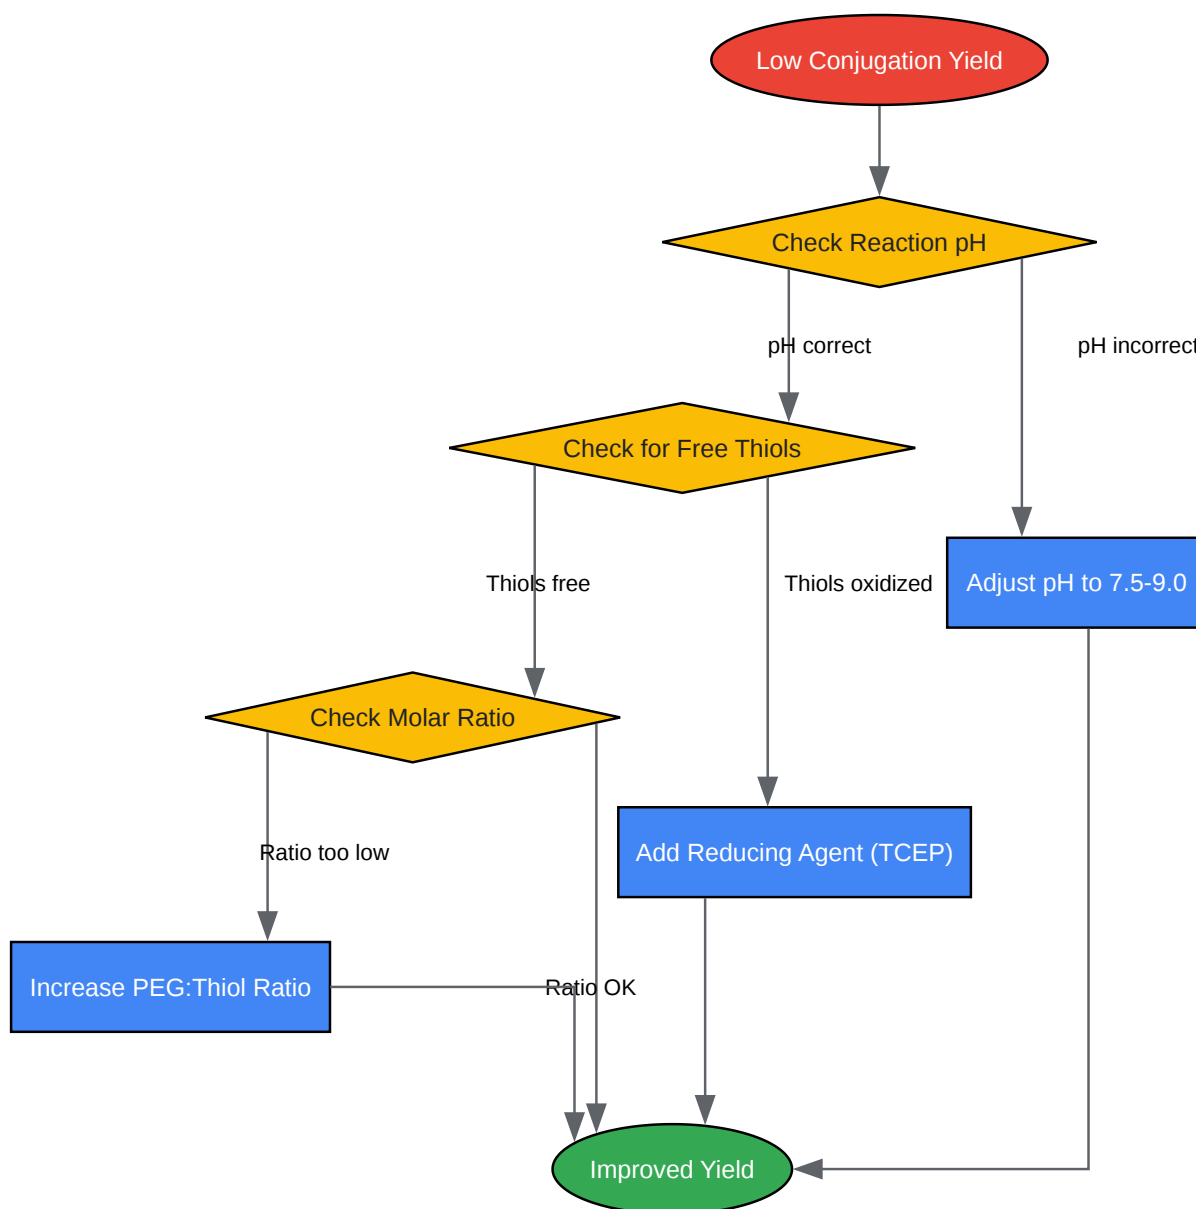 Low Conjugation Yield
Check Reaction pH
pH correct
pH incorrect
Check for Free Thiols
Thiols free
Thiols oxidized
Adjust pH to 7.5-9.0
Check Molar Ratio
Ratio too low
Add Reducing Agent (TCEP)
Increase PEG:Thiol Ratio
Ratio OK
Improved Yield